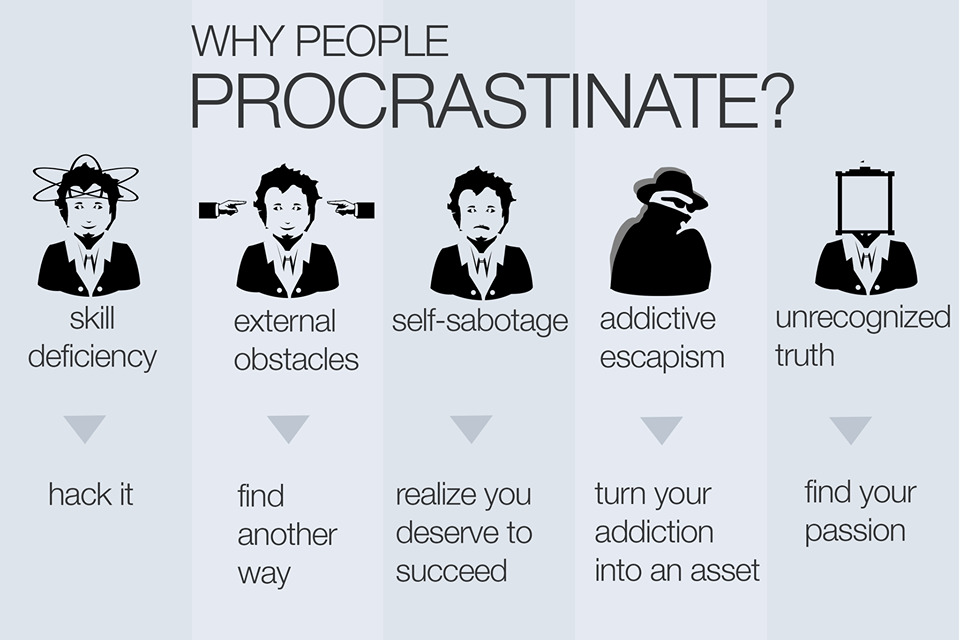 WHY PEOPLE
PROCRASTINATE?
skill
deficiency
hack it
external
obstacles
find
another
way
self-sabotage
realize you
deserve to
succeed
addictive
escapism
turn your
addiction
into an asset
unrecognized
truth
find your
passion